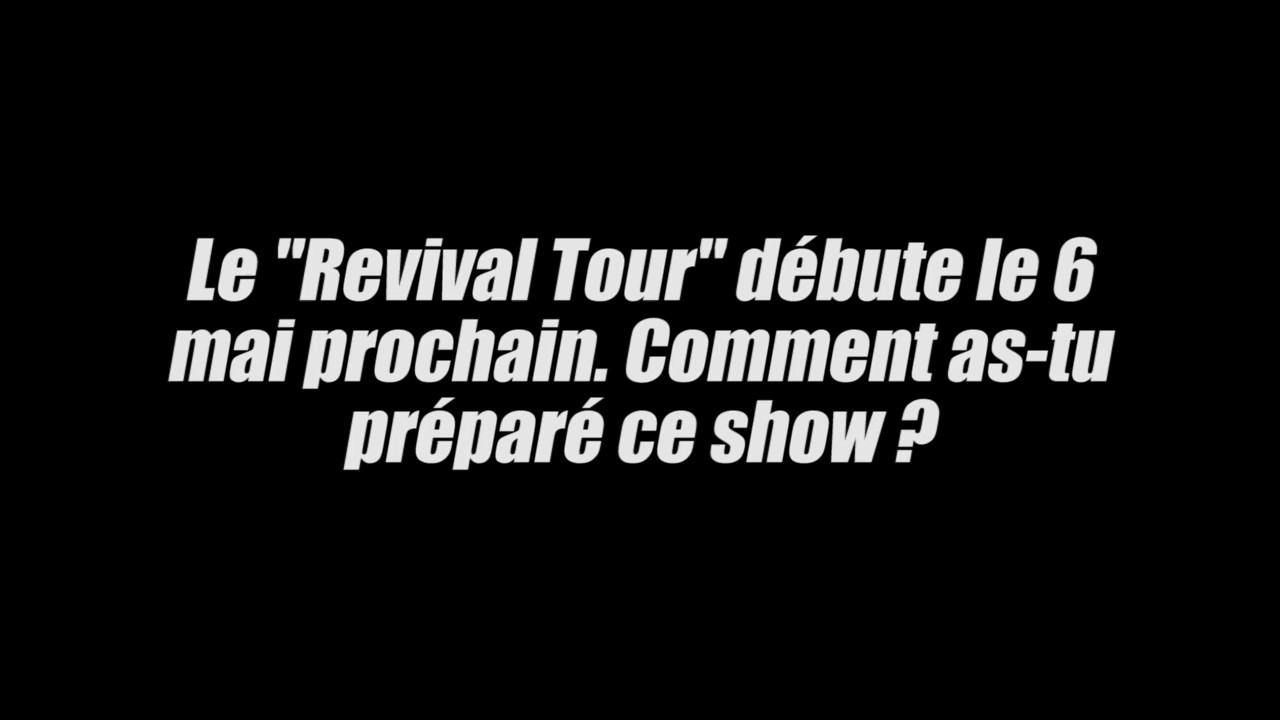 Le "Revival Tour" débute le 6
mai prochain. Comment as-tu
préparé ce show ?